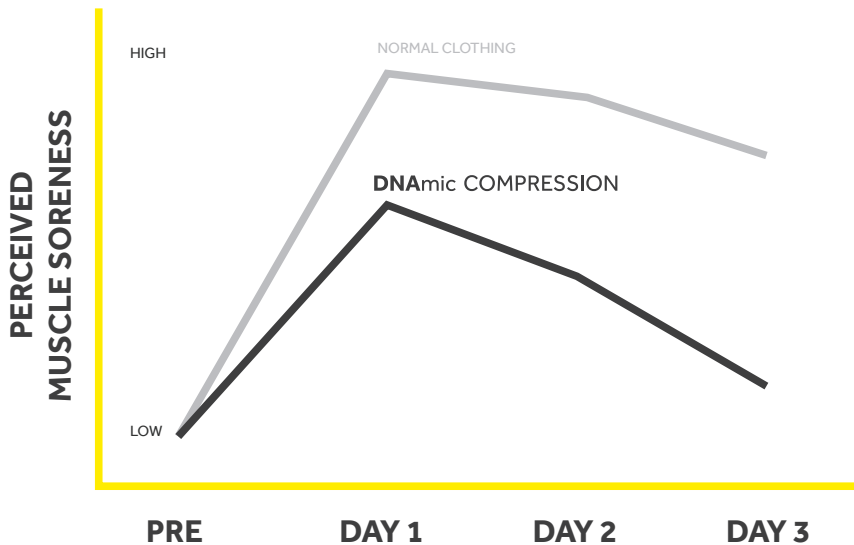 PERCEIVED
MUSCLE SORENESS
HIGH
NORMAL CLOTHING
DNAmic COMPRESSION
LOW
PRE
DAY 1
DAY 2
DAY 3